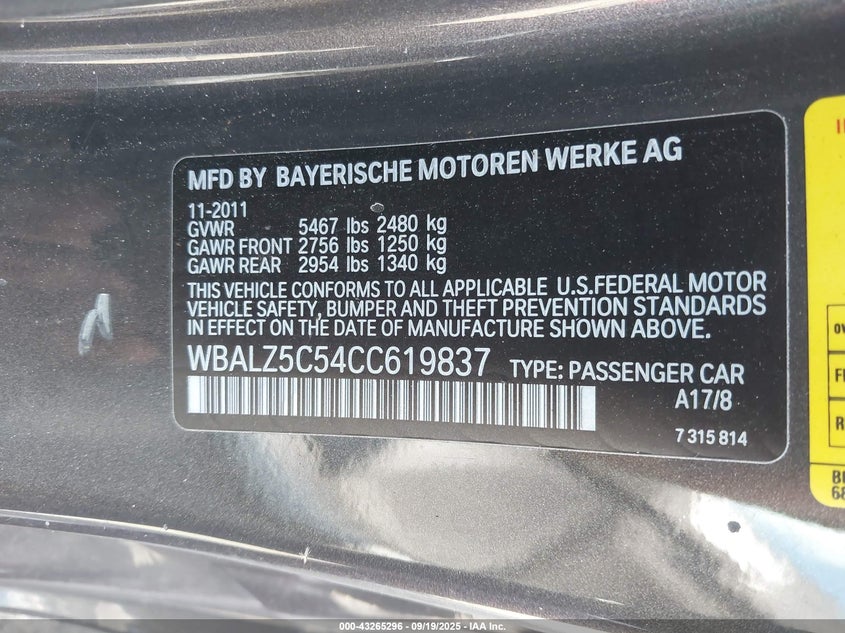 MFD BY BAYERISCHE MOTOREN WERKE AG
11-2011
GVWR 5467 lbs 2480 kg
GAWR FRONT 2756 lbs 1250 kg
GAWR REAR 2954 lbs 1340 kg
THIS VEHICLE CONFORMS TO ALL APPLICABLE U.S.FEDERAL MOTOR
VEHICLE SAFETY, BUMPER AND THEFT PREVENTION STANDARDS
IN EFFECT ON THE DATE OF MANUFACTURE SHOWN ABOVE.
WBALZ5C54CC619837 TYPE: PASSENGER CAR
A17/8
7 315 814
000-43265296 - 09/19/2025 - IAA Inc.